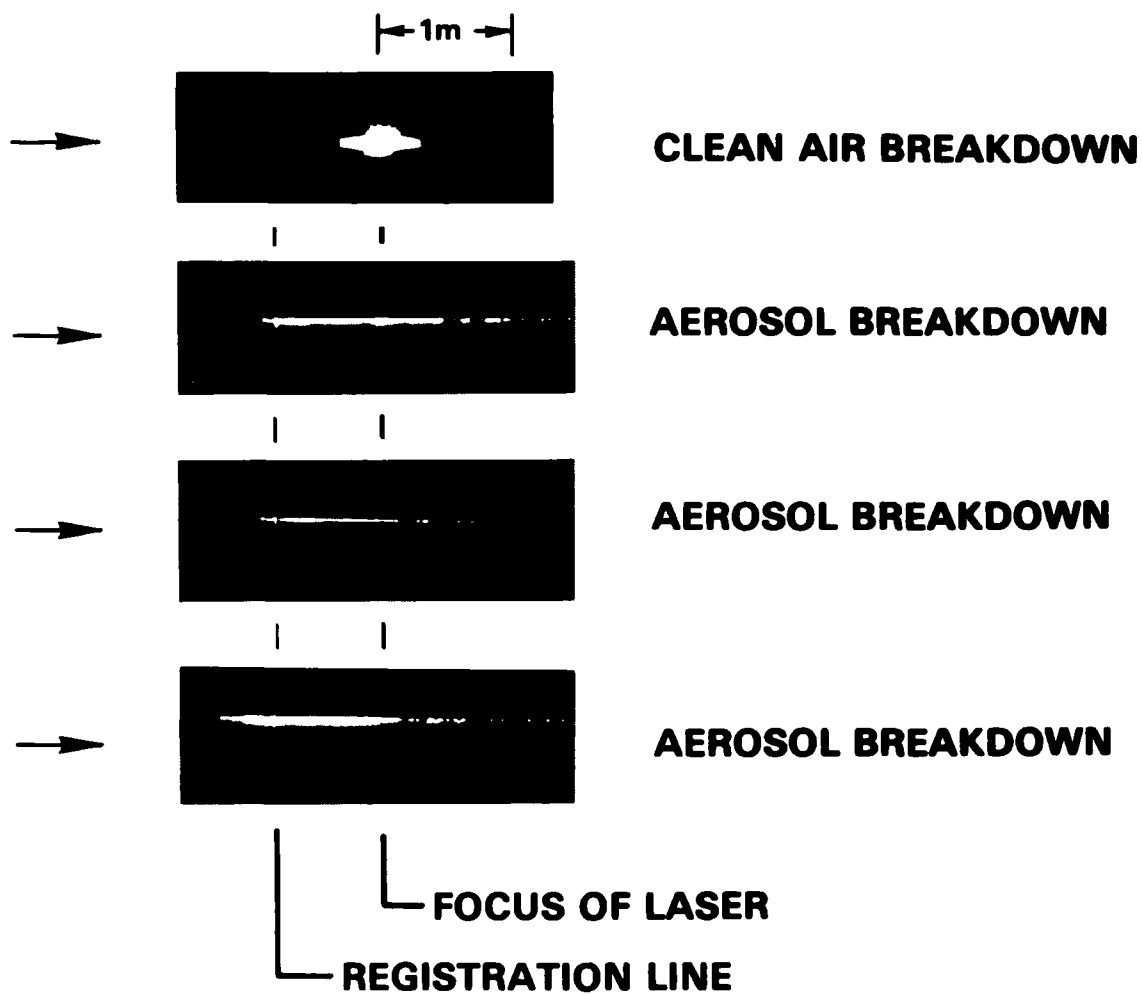 1m
CLEAN AIR BREAKDOWN
AEROSOL BREAKDOWN
AEROSOL BREAKDOWN
AEROSOL BREAKDOWN
FOCUS OF LASER
REGISTRATION LINE